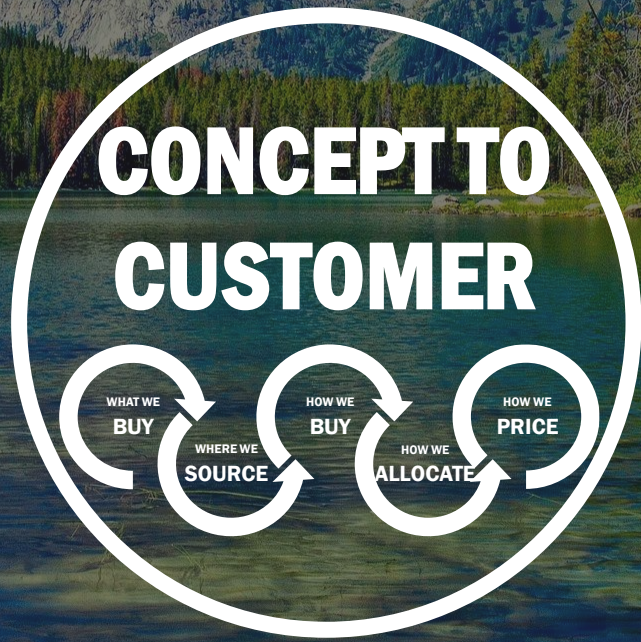 CONCEPT TO
CUSTOMER
WHAT WE
BUY
WHERE WE
SOURCE
HOW WE
BUY
HOW WE
ALLOCATE
HOW WE
PRICE